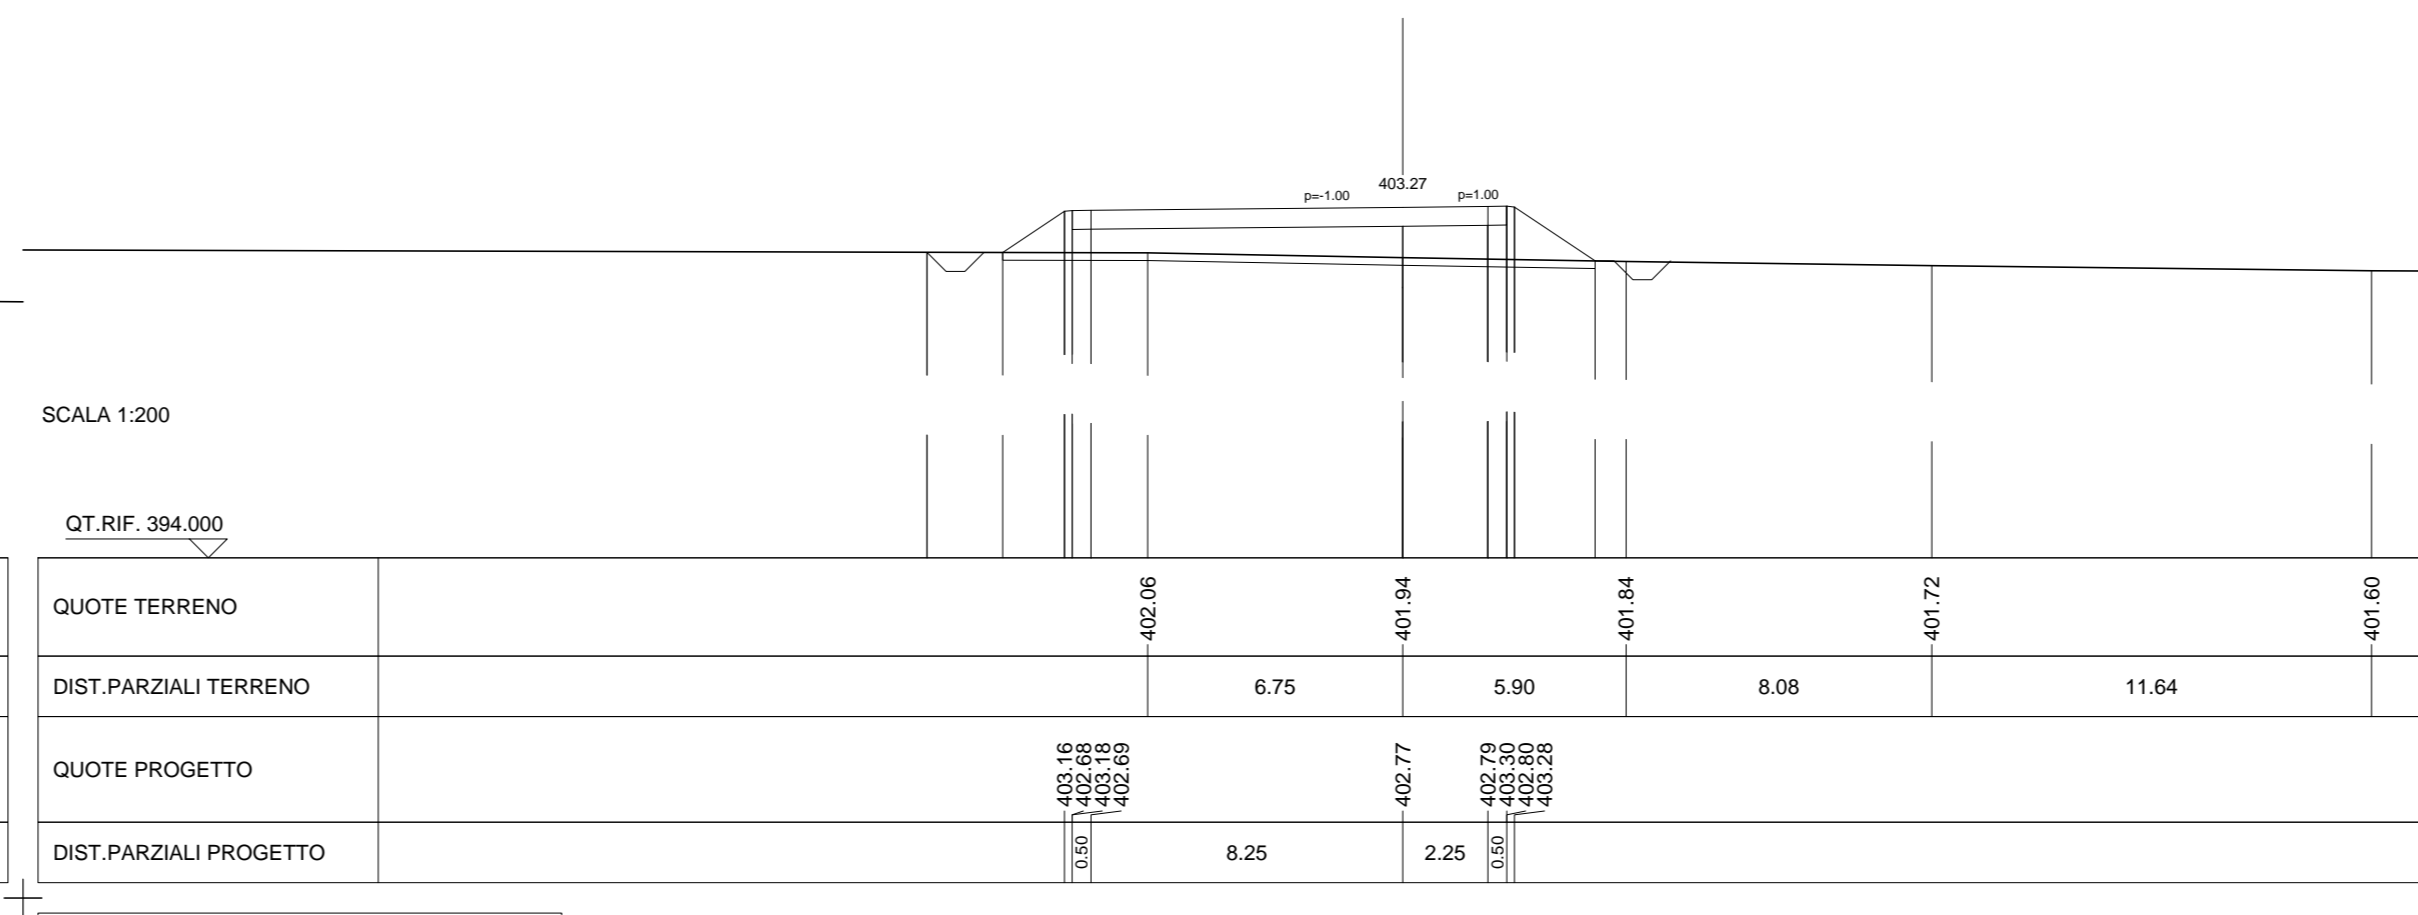 403.27
p=-1.00
p=1.00
SCALA 1:200
QT.RIF. 394.000
QUOTE TERRENO
402.06
401.94
401.84
401.72
401.60
DIST.PARZIALI TERRENO
6.75
5.90
8.08
11.64
QUOTE PROGETTO
403.16
402.68
403.18
402.69
402.77
402.79
403.30
402.80
403.28
DIST.PARZIALI PROGETTO
0.50
8.25
2.25
0.50